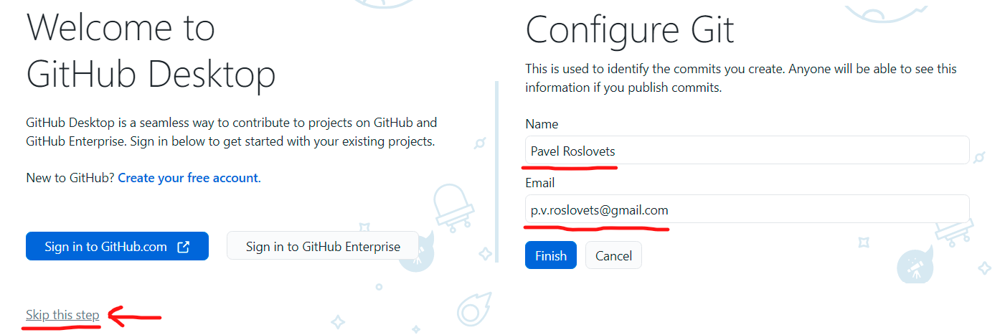 Welcome to
GitHub Desktop
GitHub Desktop is a seamless way to contribute to projects on GitHub and
GitHub Enterprise. Sign in below to get started with your existing projects.
New to GitHub? Create your free account.
Sign in to GitHub.com
Sign in to GitHub Enterprise
Skip this step
Configure Git
This is used to identify the commits you create. Anyone will be able to see this
information if you publish commits.
Name
Pavel Roslovets
Email
p.v.roslovets@gmail.com
Finish
Cancel